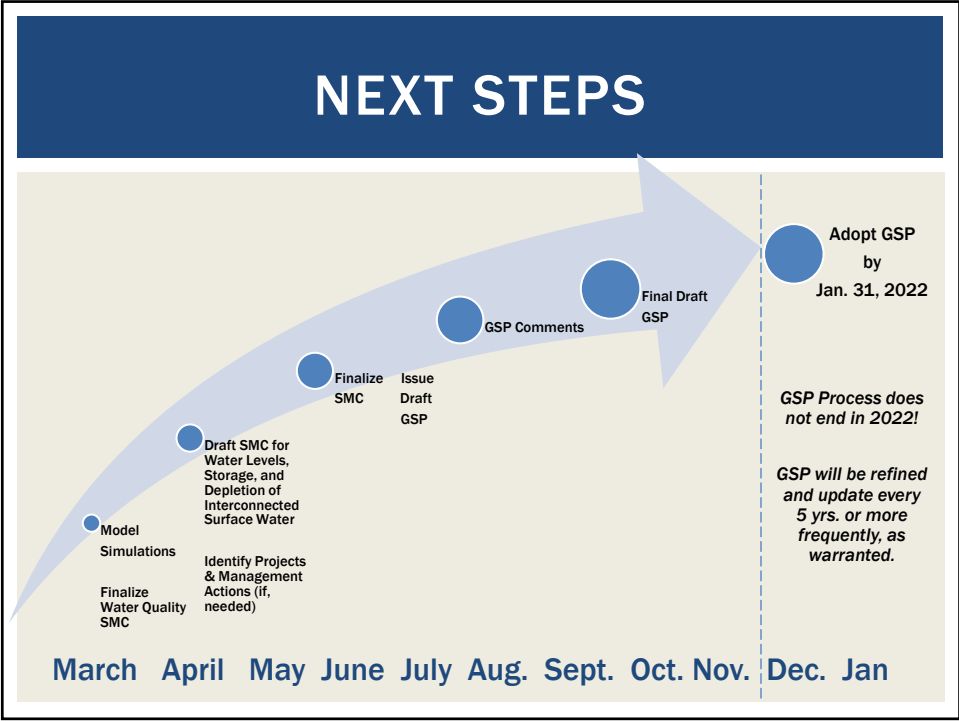 NEXT STEPS
Model
Simulations
Finalize
Water Quality
SMC
Draft SMC for
Water Levels,
Storage, and
Depletion of
Interconnected
Surface Water
Identify Projects
& Management
Actions (if,
needed)
Finalize
SMC
Issue
Draft
GSP
GSP Comments
Final Draft
GSP
Adopt GSP
by
Jan. 31, 2022
GSP Process does
not end in 2022!
GSP will be refined
and update every
5 yrs. or more
frequently, as
warranted.
March April May June July Aug. Sept. Oct. Nov. Dec. Jan